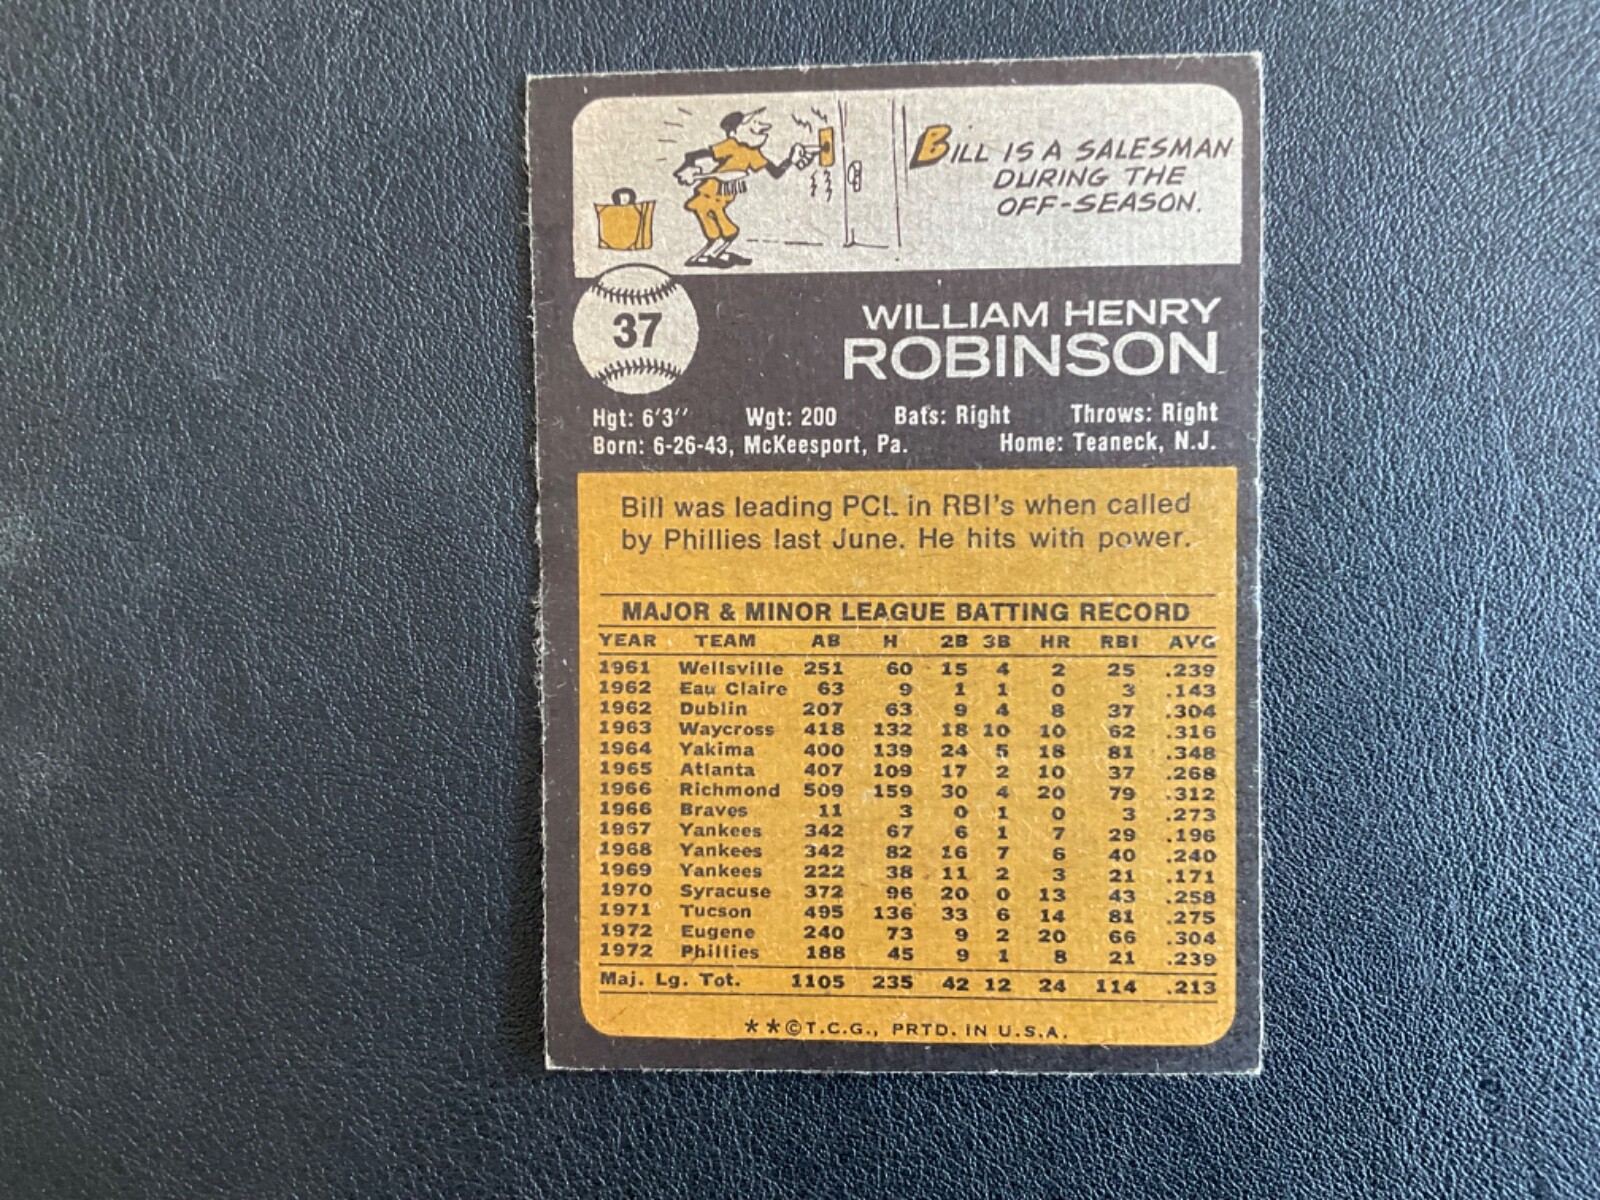 BILL IS A SALESMAN
DURING THE
OFF-SEASON.
37
WILLIAM HENRY
ROBINSON
Hgt: 6'3" Wgt: 200 Bats: Right Throws: Right
Born: 6-26-43, McKeesport, Pa. Home: Teaneck, N.J.
Bill was leading PCL in RBI's when called
by Phillies last June. He hits with power.
MAJOR & MINOR LEAGUE BATTING RECORD
YEAR TEAM AB H 2B 3B HR RBI AVG
1961 Wellsville 251 60 15 4 2 25 .239
1962 Eau Claire 63 9 1 1 0 3 .143
1962 Dublin 207 63 9 4 8 37 .304
1963 Waycross 418 132 18 10 10 62 .316
1964 Yakima 400 139 24 5 18 81 .348
1965 Atlanta 407 109 17 2 10 37 .268
1966 Richmond 509 159 30 4 20 79 .312
1966 Braves 11 3 0 1 0 3 .273
1967 Yankees 342 67 6 1 7 29 .196
1968 Yankees 342 82 16 7 6 40 .240
1969 Yankees 222 38 11 2 3 21 .171
1970 Syracuse 372 96 20 0 13 43 .258
1971 Tucson 495 136 33 6 14 81 .275
1972 Eugene 240 73 9 2 20 66 .304
1972 Phillies 188 45 9 1 8 21 .239
Maj. Lg. Tot. 1105 235 42 12 24 114 .213
**©T.C.G., PRTD. IN U.S.A.